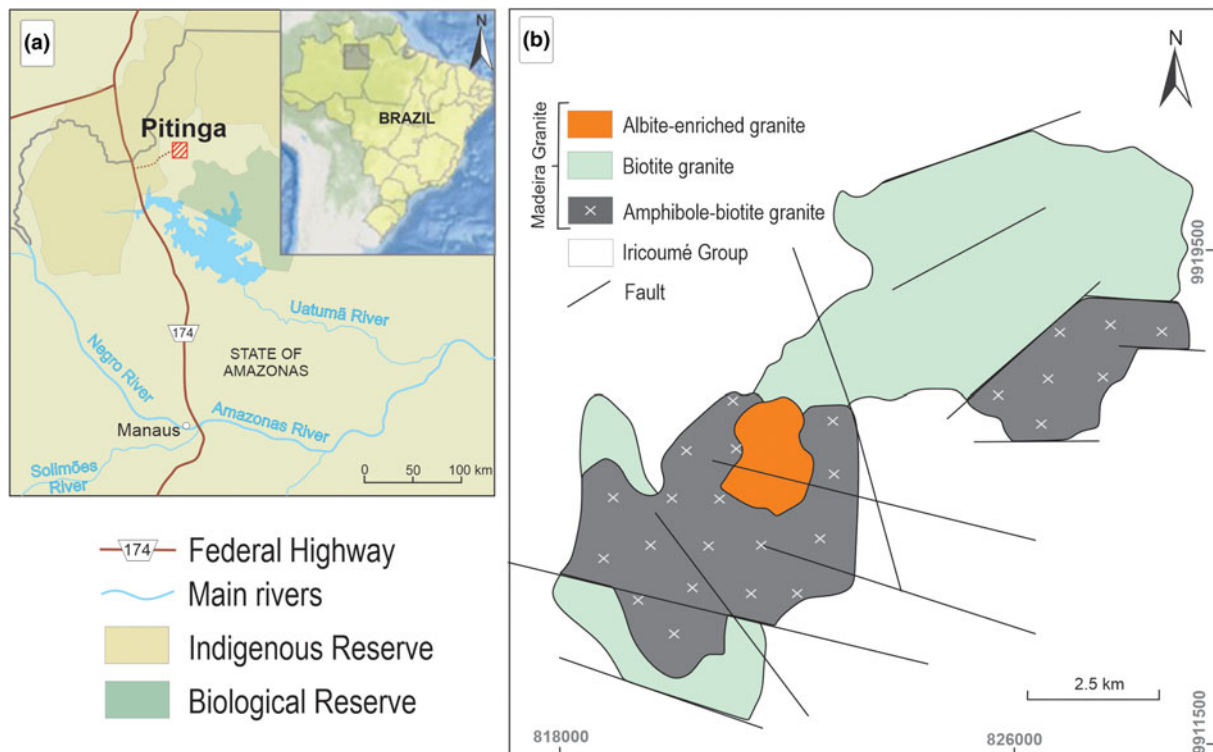 (a)
N
Pitinga
BRAZIL
Uatumã River
174
STATE OF
AMAZONAS
Negro River
Manaus
Amazonas River
Solimões
River
0 50 100 km
174 Federal Highway
Main rivers
Indigenous Reserve
Biological Reserve
(b)
N
Madeira Granite
Albite-enriched granite
Biotite granite
Amphibole-biotite granite
Iricoumé Group
Fault
9919500
2.5 km
818000
826000
9911500